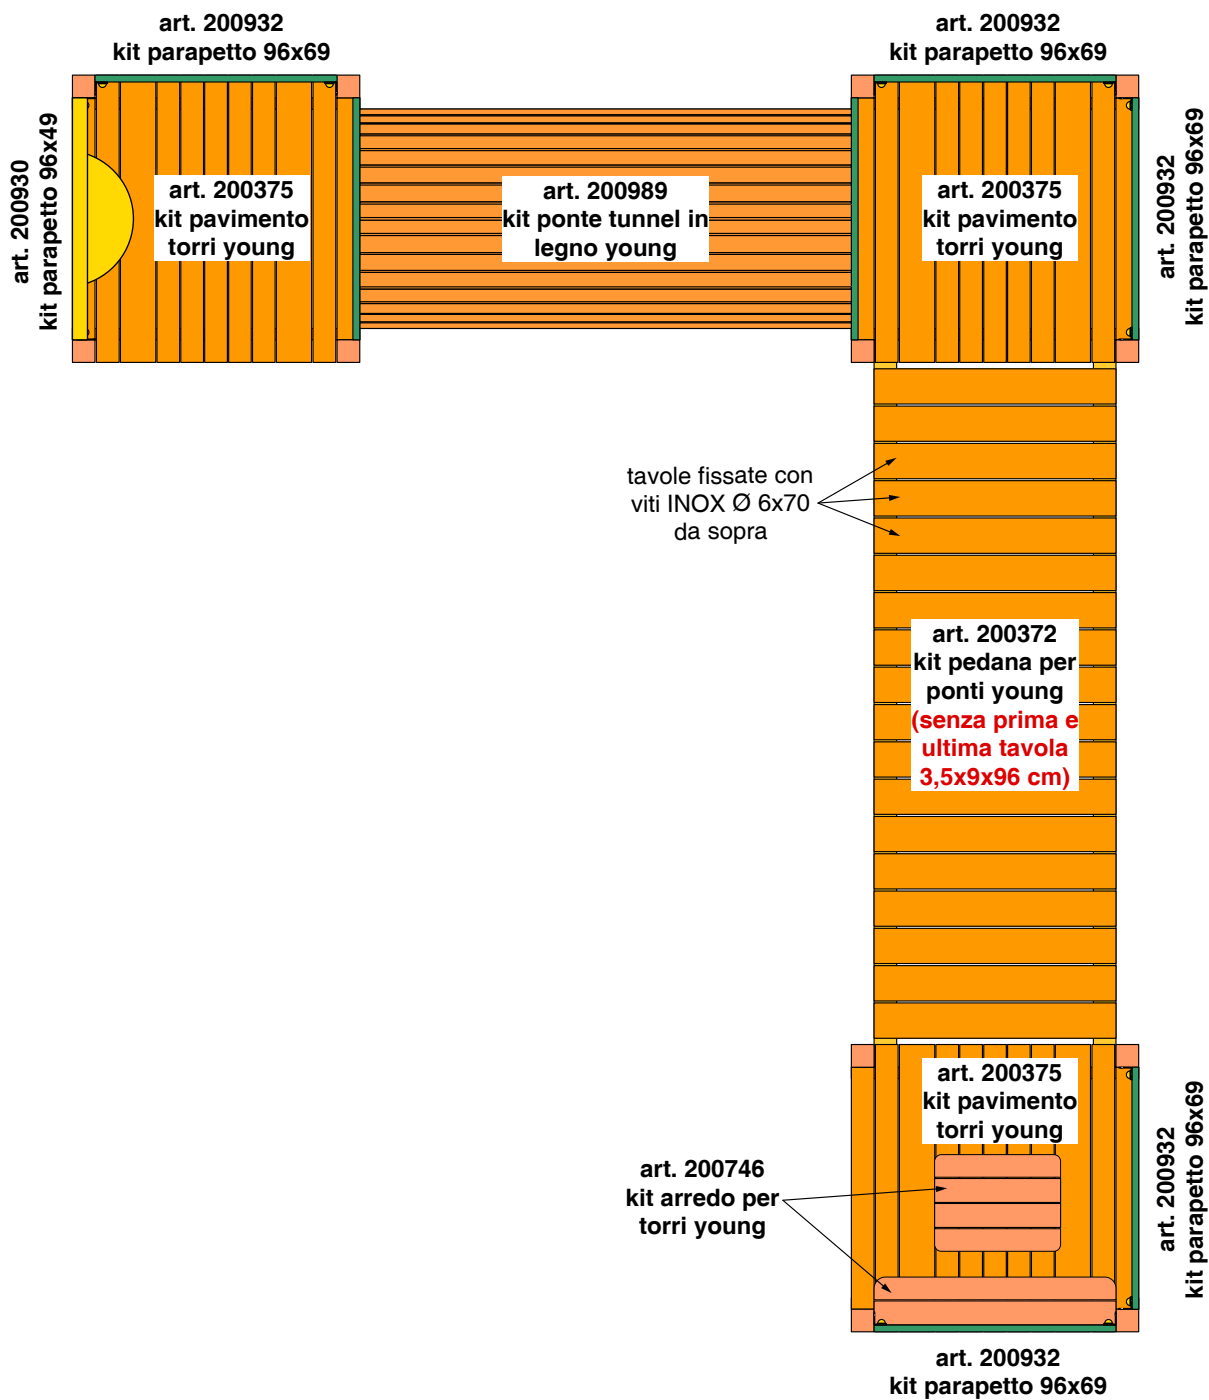 art. 200932
kit parapetto 96x69
art. 200932
kit parapetto 96x69
art. 200930
kit parapetto 96x49
art. 200375
kit pavimento
torri young
art. 200989
kit ponte tunnel in
legno young
art. 200375
kit pavimento
torri young
art. 200932
kit parapetto 96x69
tavole fissate con
viti INOX Ø 6x70
da sopra
art. 200372
kit pedana per
ponti young
(senza prima e
ultima tavola
3,5x9x96 cm)
art. 200375
kit pavimento
torri young
art. 200746
kit arredo per
torri young
art. 200932
kit parapetto 96x69
art. 200932
kit parapetto 96x69